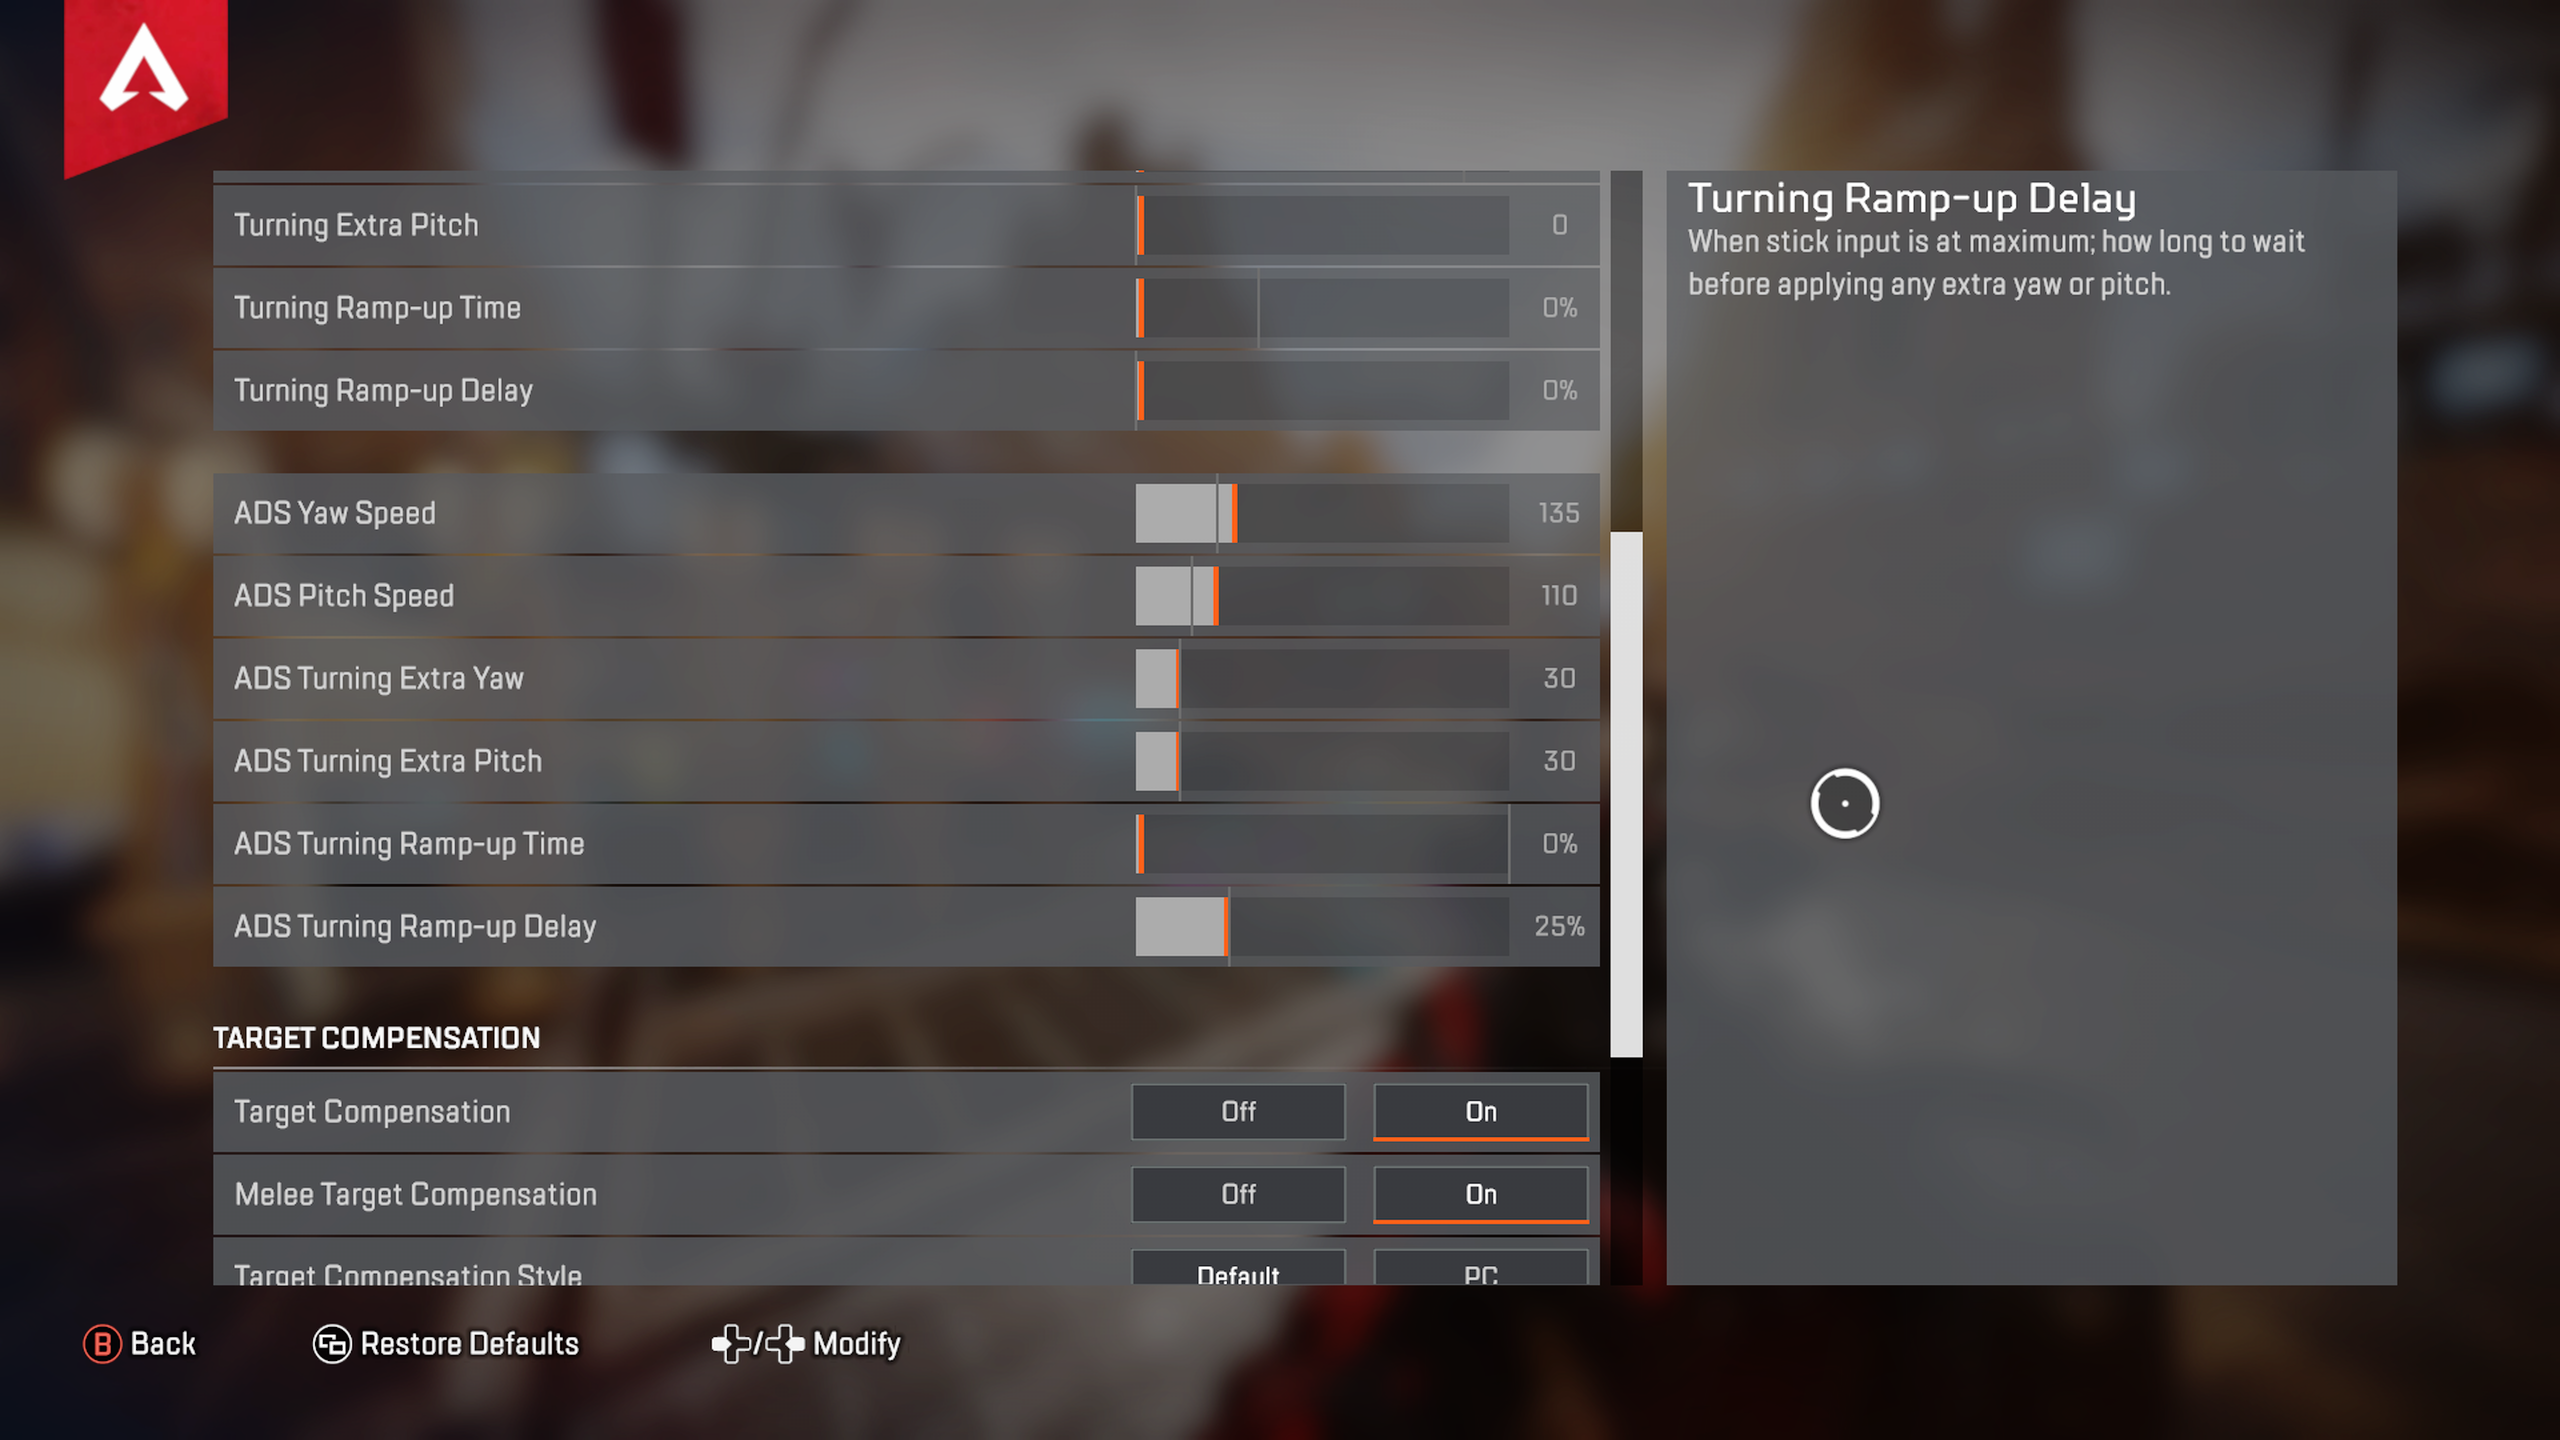 Turning Extra Pitch 0
Turning Ramp-up Time 0%
Turning Ramp-up Delay 0%
ADS Yaw Speed 135
ADS Pitch Speed 110
ADS Turning Extra Yaw 30
ADS Turning Extra Pitch 30
ADS Turning Ramp-up Time 0%
ADS Turning Ramp-up Delay 25%
TARGET COMPENSATION
Target Compensation Off On
Melee Target Compensation Off On
Target Compensation Style Default PC
Turning Ramp-up Delay
When stick input is at maximum; how long to wait
before applying any extra yaw or pitch.
B Back Restore Defaults / Modify